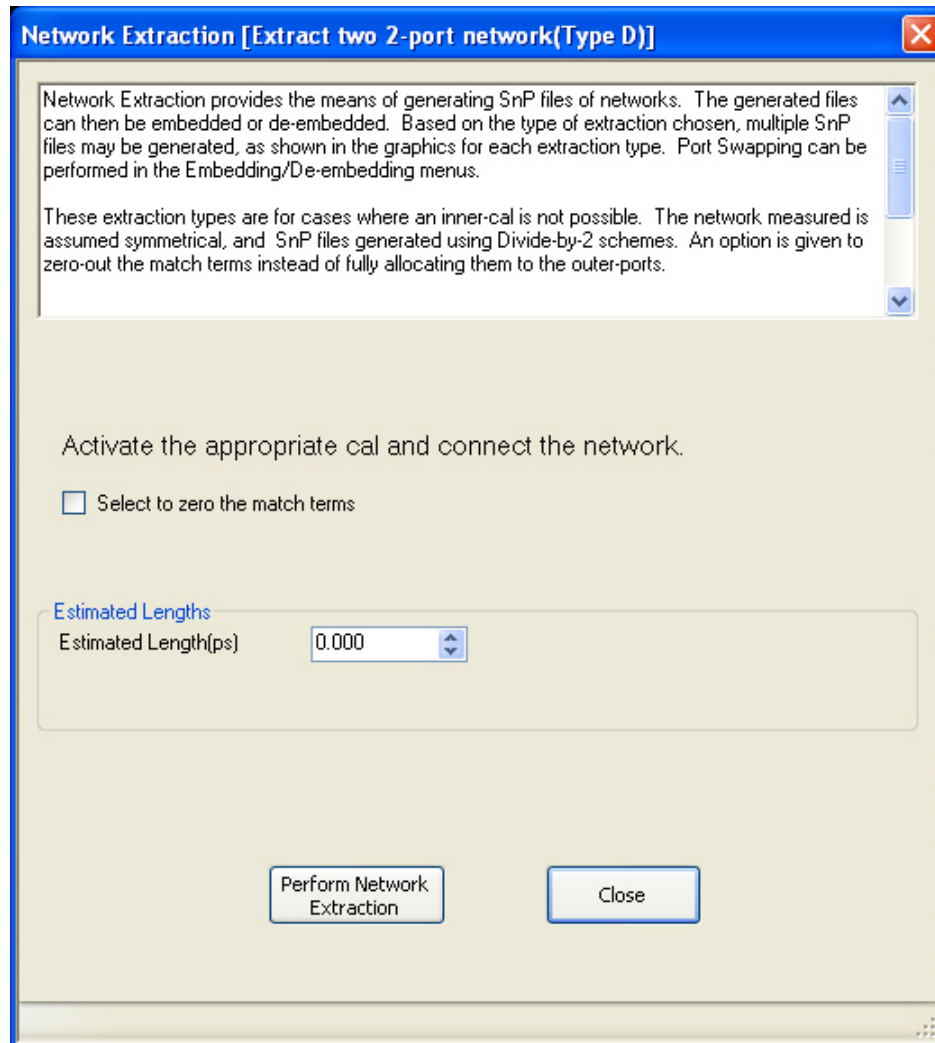 Network Extraction [Extract two 2-port network(Type D)]
Network Extraction provides the means of generating SnP files of networks.  The generated files
can then be embedded or de-embedded.  Based on the type of extraction chosen, multiple SnP
files may be generated, as shown in the graphics for each extraction type.  Port Swapping can be
performed in the Embedding/De-embedding menus.
These extraction types are for cases where an inner-cal is not possible.  The network measured is
assumed symmetrical, and  SnP files generated using Divide-by-2 schemes.  An option is given to
zero-out the match terms instead of fully allocating them to the outer-ports.
Activate the appropriate cal and connect the network.
Select to zero the match terms
Estimated Lengths
Estimated Length(ps)
0.000
Perform Network
Extraction
Close